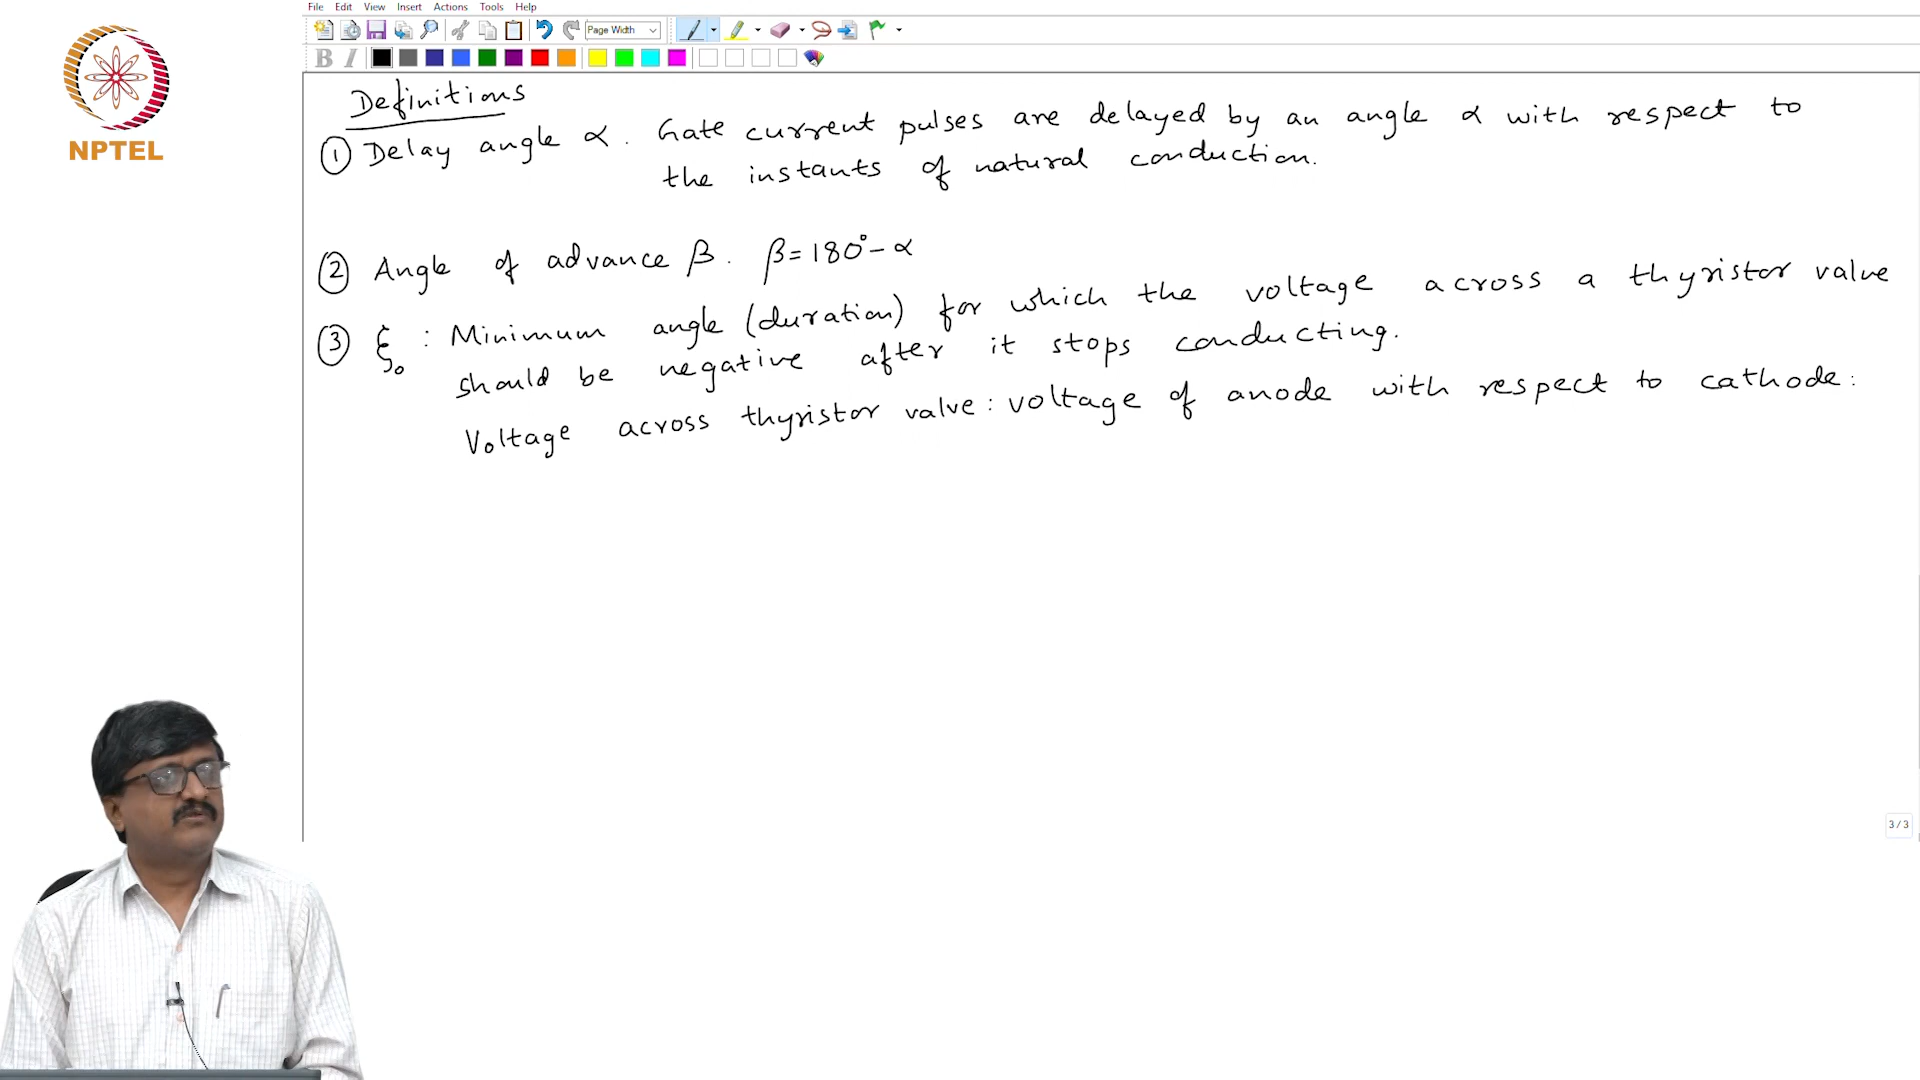 File Edit View Insert Actions Tools Help
NPTEL
Page Width
B I
Definitions
① Delay angle α. Gate current pulses are delayed by an angle α with respect to
the instants of natural conduction.
② Angle of advance β. β = 180° - α
③ ξ₀ : Minimum angle (duration) for which the voltage across a thyristor valve
should be negative after it stops conducting.
Voltage across thyristor valve : voltage of anode with respect to cathode :
3 / 3